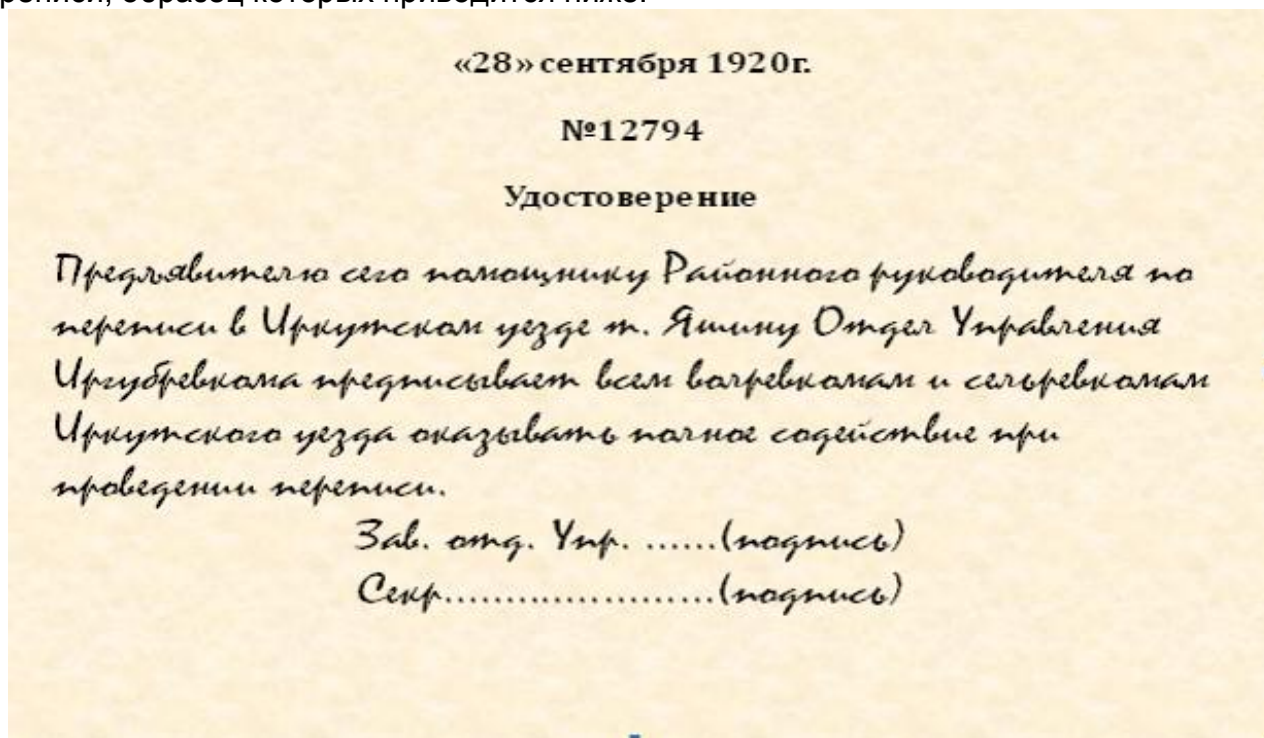 «28» сентября 1920г.
№12794
Удостоверение
Предъявителю сего помощнику Районного руководителя по
переписи в Иркутском уезде т. Яшину Отдел Управления
Иргубревкома предписывает всем волревкомам и сельревкомам
Иркутского уезда оказывать полное содействие при
проведении переписи.
Зав. отд. Упр. ......(подпись)
Секр.......................(подпись)